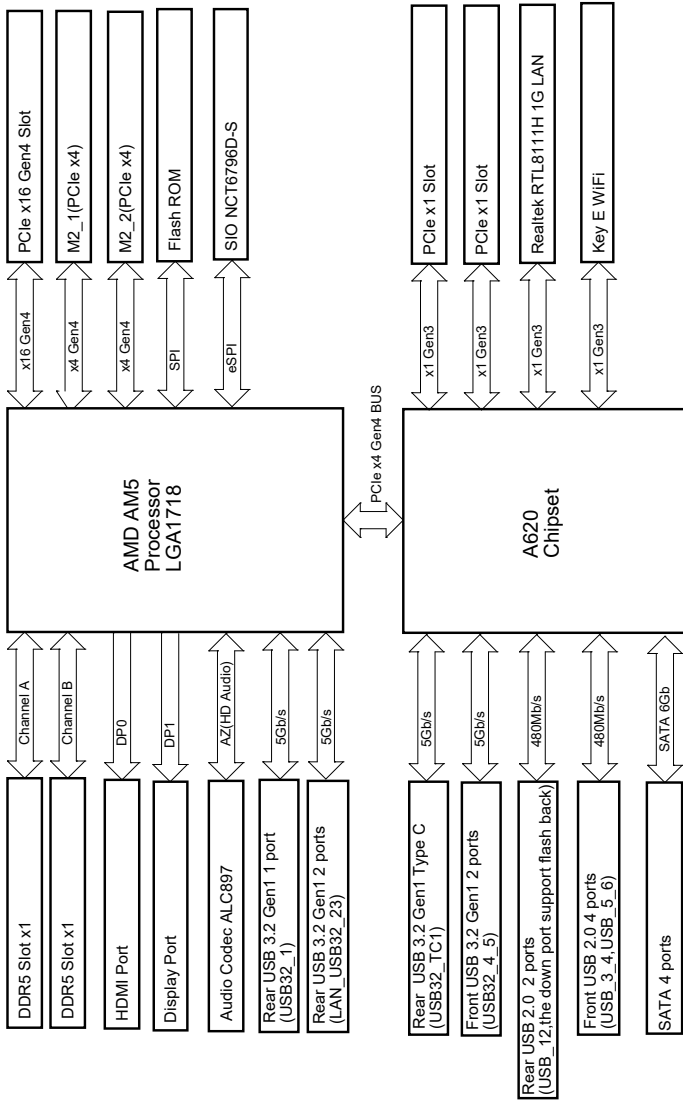 DDR5 Slot x1
Channel A
DDR5 Slot x1
Channel B
HDMI Port
DP0
Display Port
DP1
Audio Codec ALC897
AZ(HD Audio)
Rear USB 3.2 Gen1 1 port
(USB32_1)
5Gb/s
Rear USB 3.2 Gen1 2 ports
(LAN_USB32_23)
5Gb/s
AMD AM5
Processor
LGA1718
x16 Gen4
PCIe x16 Gen4 Slot
x4 Gen4
M2_1(PCIe x4)
x4 Gen4
M2_2(PCIe x4)
SPI
Flash ROM
eSPI
SIO NCT6796D-S
PCIe x4 Gen4 BUS
Rear USB 3.2 Gen1 Type C
(USB32_TC1)
5Gb/s
Front USB 3.2 Gen1 2 ports
(USB32_4_5)
5Gb/s
Rear USB 2.0 2 ports
(USB_12,the down port support flash back)
480Mb/s
Front USB 2.0 4 ports
(USB_3_4,USB_5_6)
480Mb/s
SATA 4 ports
SATA 6Gb
A620
Chipset
x1 Gen3
PCIe x1 Slot
x1 Gen3
PCIe x1 Slot
x1 Gen3
Realtek RTL8111H 1G LAN
x1 Gen3
Key E WiFi